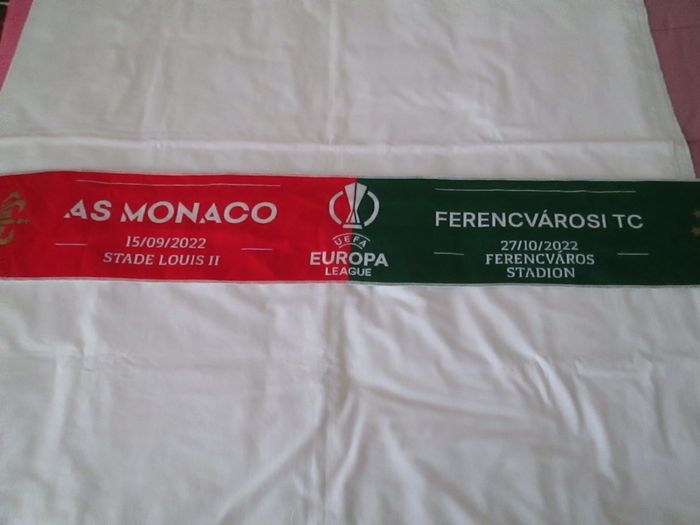 AS MONACO
15/09/2022
STADE LOUIS II
UEFA
EUROPA
LEAGUE
FERENCVÁROSI TC
27/10/2022
FERENCVÁROS
STADION